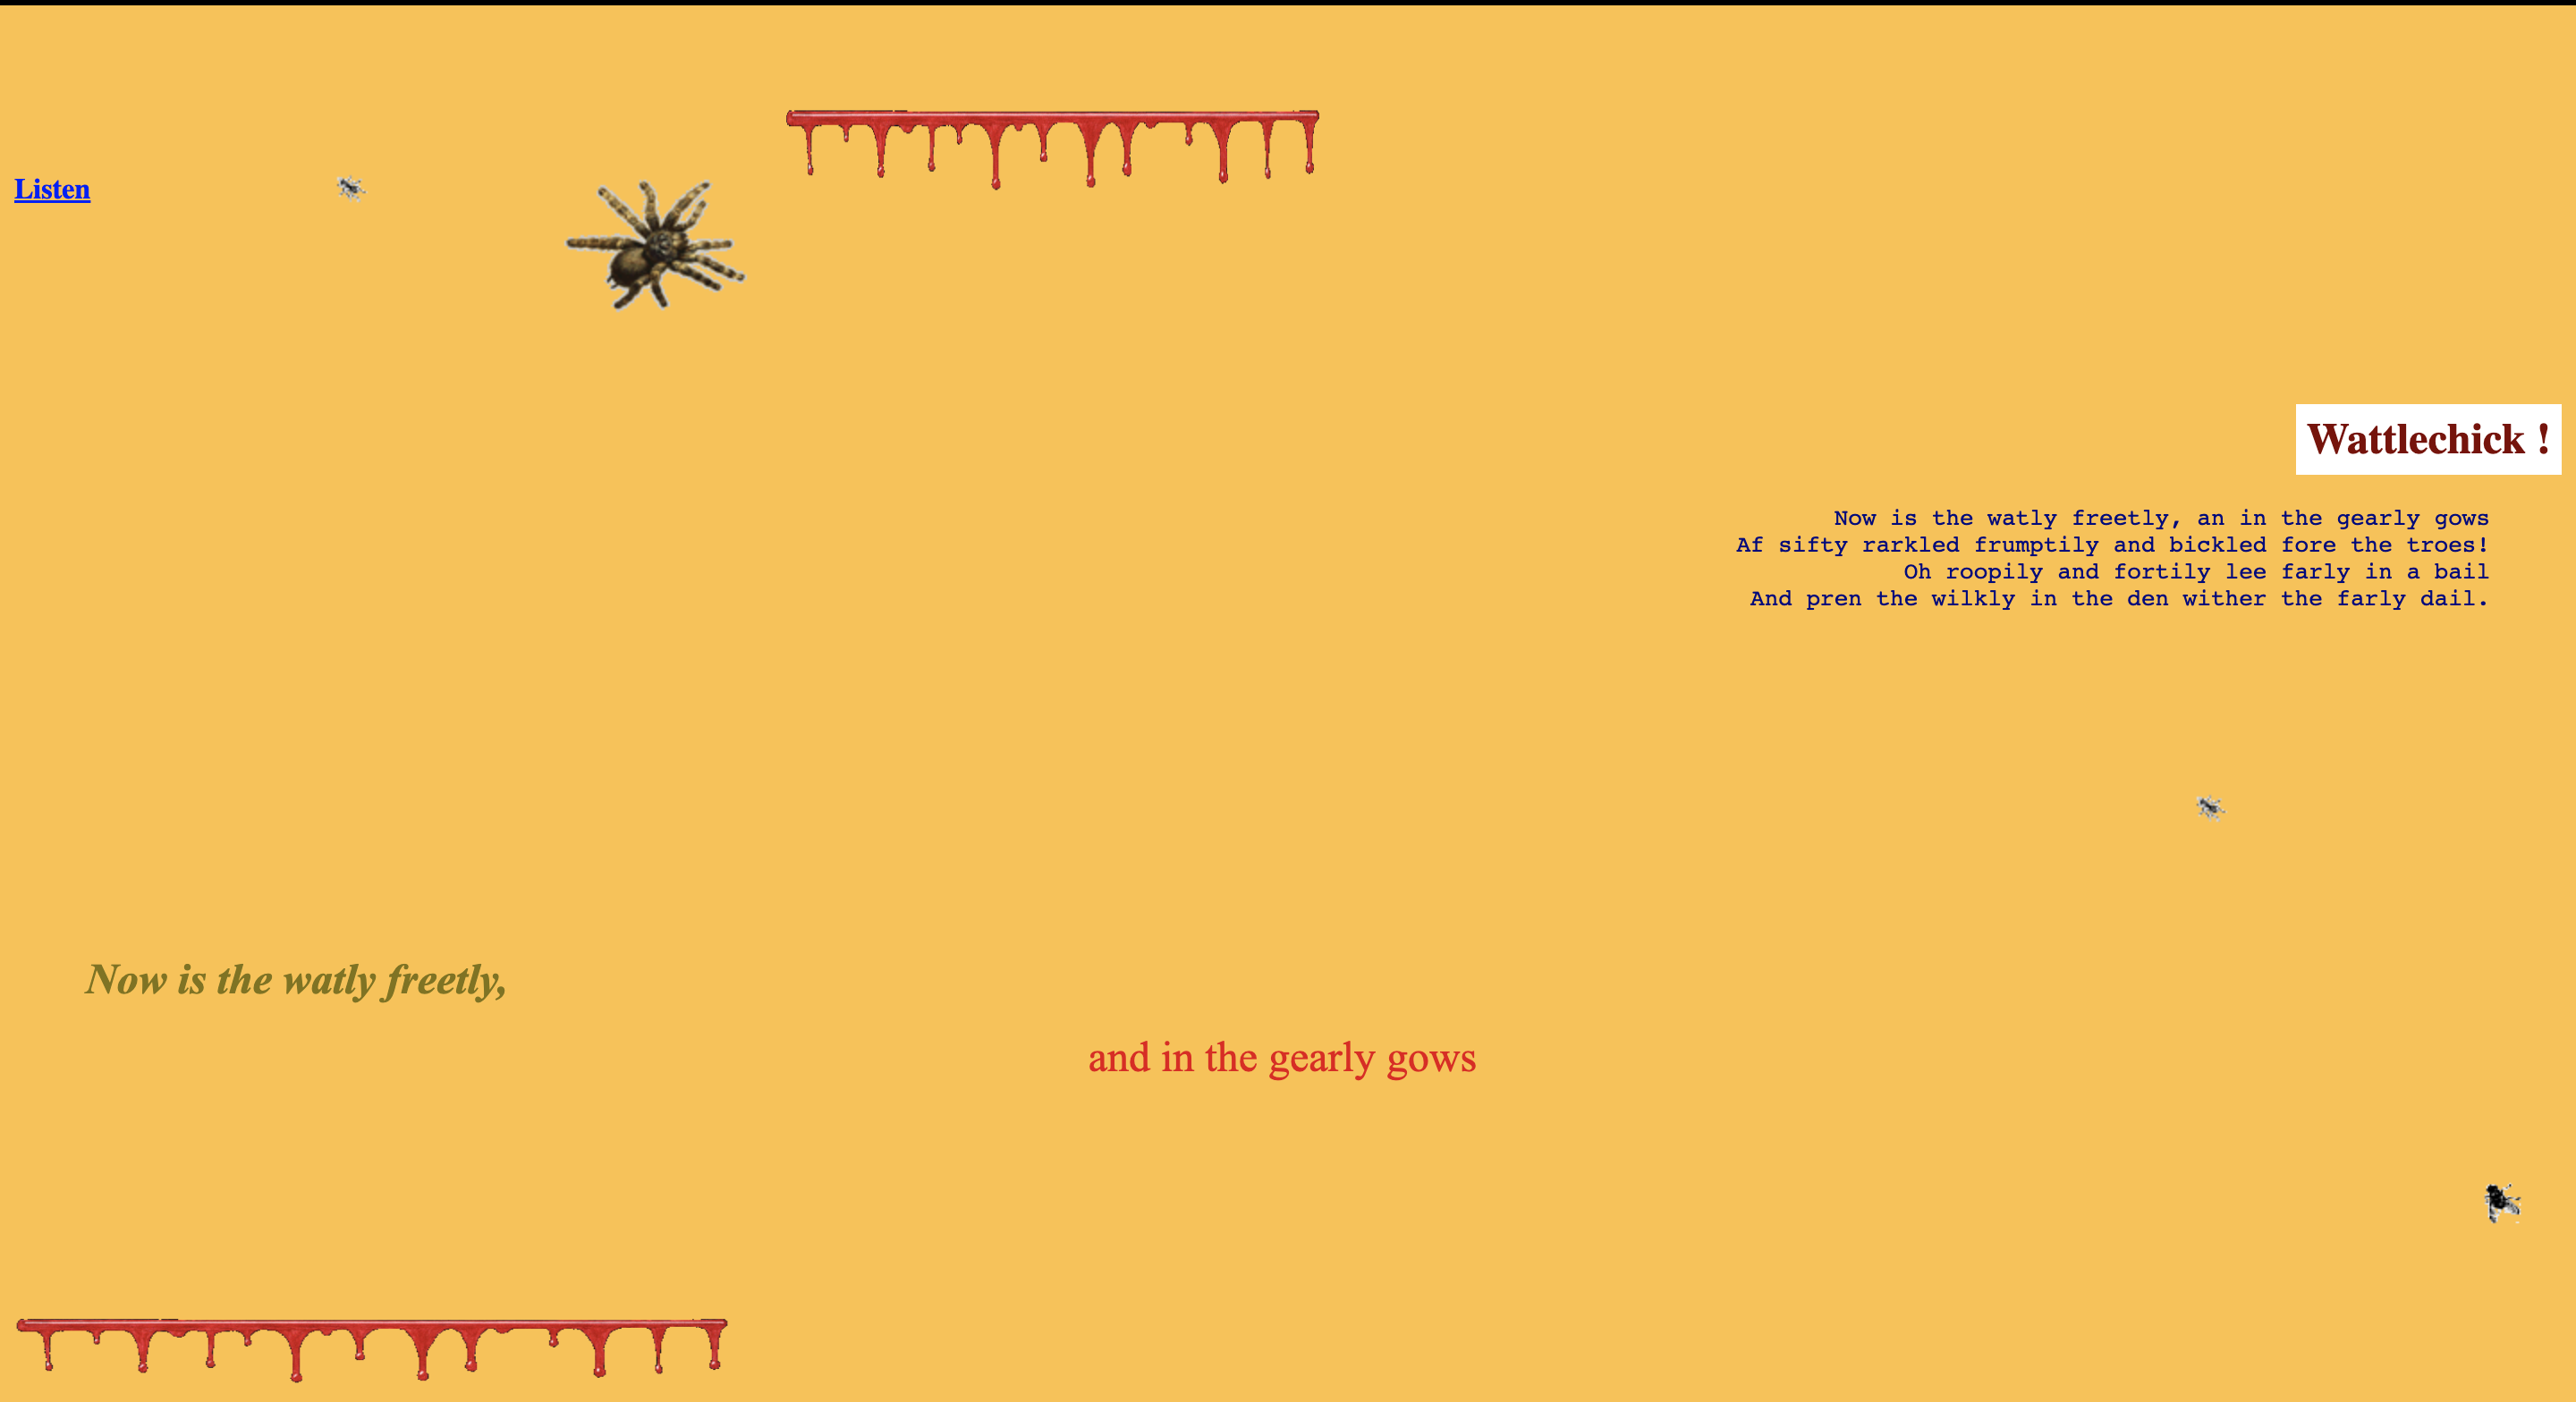 Listen
Wattlechick !
Now is the watly freetly, an in the gearly gows
Af sifty rarkled frumptily and bickled fore the troes!
Oh roopily and fortily lee farly in a bail
And pren the wilkly in the den wither the farly dail.
Now is the watly freetly,
and in the gearly gows